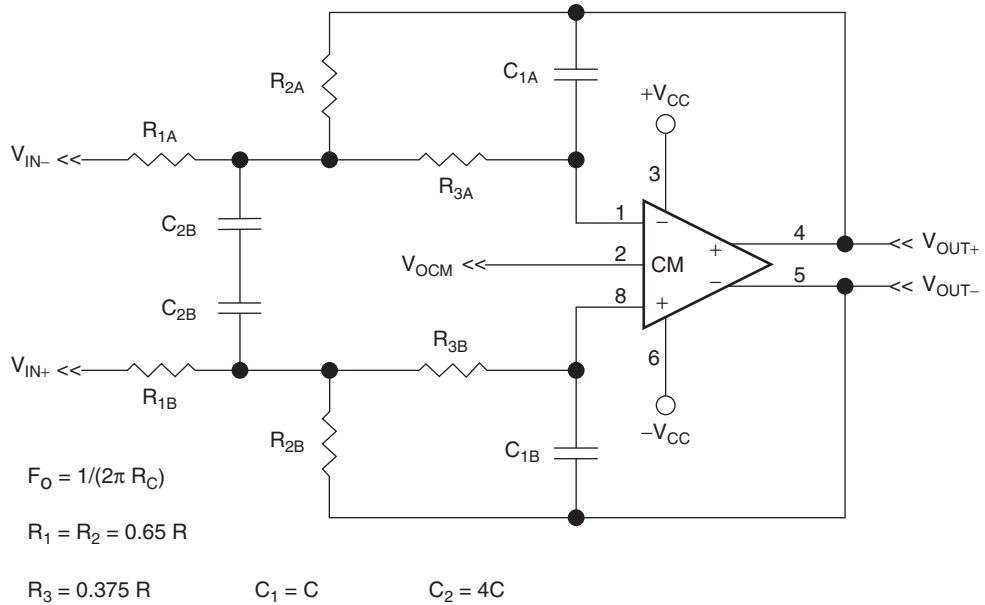 R2A
C1A
+VCC
R1A
VIN–
3
R3A
1
–
C2B
4
VOUT+
+
VOCM
2
CM
–
5
VOUT–
8
+
C2B
R3B
6
VIN+
R1B
–VCC
R2B
C1B
FO = 1/(2π RC)
R1 = R2 = 0.65 R
R3 = 0.375 R C1 = C C2 = 4C